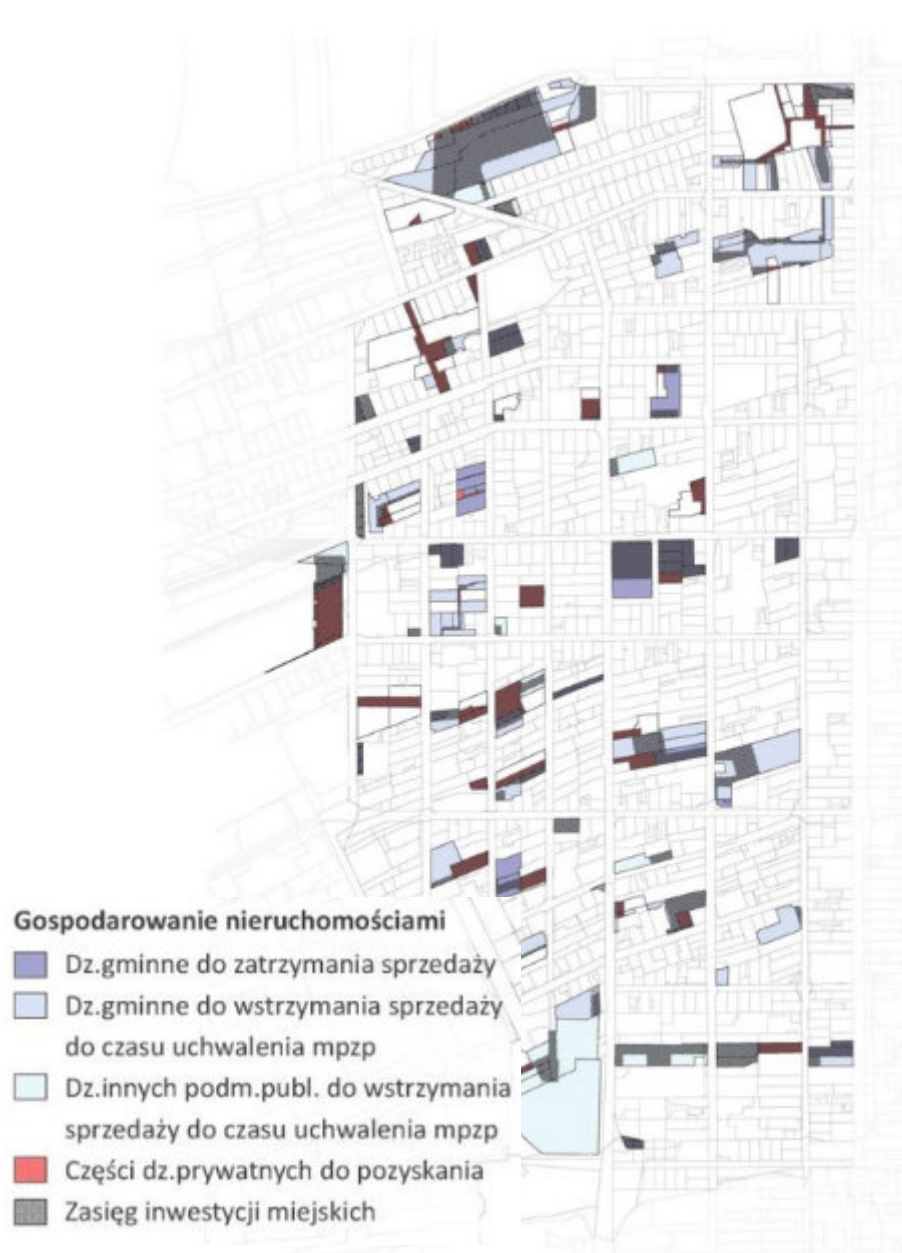 Gospodarowanie nieruchomościami
Dz.gminne do zatrzymania sprzedaży
Dz.gminne do wstrzymania sprzedaży
do czasu uchwalenia mpzp
Dz.innych podm.publ. do wstrzymania
sprzedaży do czasu uchwalenia mpzp
Części dz.prywatnych do pozyskania
Zasięg inwestycji miejskich